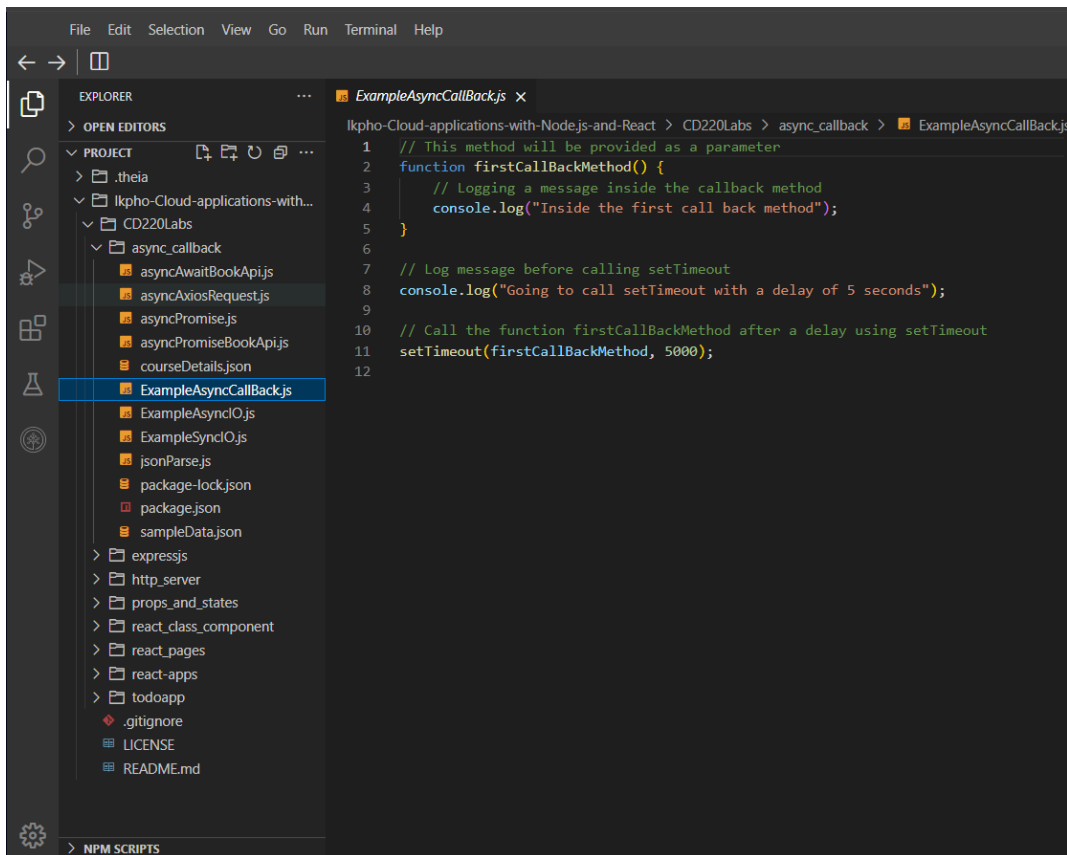 File Edit Selection View Go Run Terminal Help
EXPLORER
OPEN EDITORS
PROJECT
.theia
lkpho-Cloud-applications-with...
CD220Labs
async_callback
asyncAwaitBookApi.js
asyncAxiosRequest.js
asyncPromise.js
asyncPromiseBookApi.js
courseDetails.json
ExampleAsyncCallBack.js
ExampleAsyncIO.js
ExampleSyncIO.js
jsonParse.js
package-lock.json
package.json
sampleData.json
expressjs
http_server
props_and_states
react_class_component
react_pages
react-apps
todoapp
.gitignore
LICENSE
README.md
NPM SCRIPTS
JS ExampleAsyncCallBack.js
lkpho-Cloud-applications-with-Node.js-and-React > CD220Labs > async_callback > JS ExampleAsyncCallBack.js
1 // This method will be provided as a parameter
2 function firstCallBackMethod() {
3 // Logging a message inside the callback method
4 console.log("Inside the first call back method");
5 }
6
7 // Log message before calling setTimeout
8 console.log("Going to call setTimeout with a delay of 5 seconds");
9
10 // Call the function firstCallBackMethod after a delay using setTimeout
11 setTimeout(firstCallBackMethod, 5000);
12